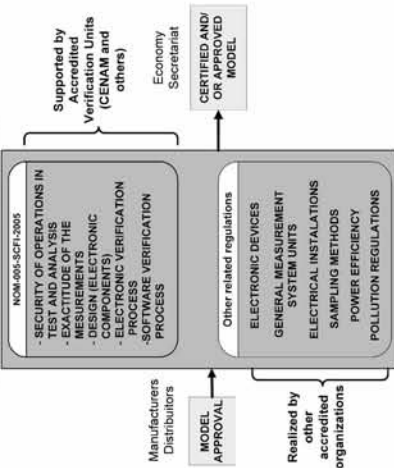 Manufacturers
Distribuitors
MODEL
APPROVAL
Realized by
other
accredited
organizations
NOM-005-SCFI-2005
- SECURITY OF OPERATIONS IN
TEST AND ANALYSIS
- EXACTITUDE OF THE
MESUREMENTS
- DESIGN (ELECTRONIC
COMPONENTS)
- ELECTRONIC VERIFICATION
PROCESS
-SOFTWARE VERIFICATION
PROCESS
Other related regulations
ELECTRONIC DEVICES
GENERAL MEASUREMENT
SYSTEM UNITS
ELECTRICAL INSTALATIONS
SAMPLING METHODS
POWER EFFICIENCY
POLLUTION REGULATIONS
Supported by
Accredited
Verification Units
(CENAM and
others)
Economy
Secretariat
CERTIFIED AND/
OR APPROVED
MODEL